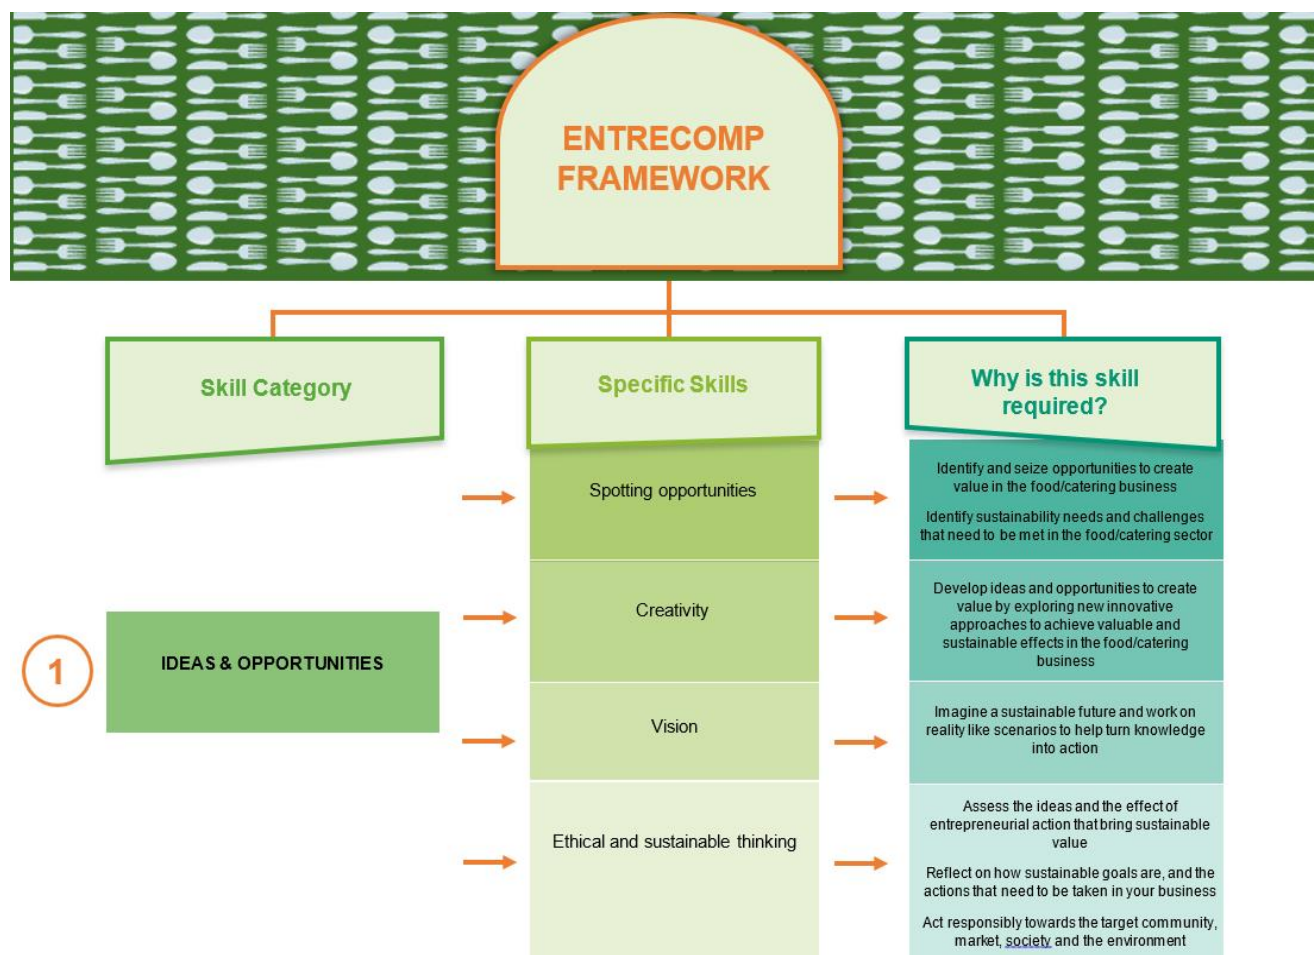 ENTRECOMP
FRAMEWORK
Skill Category
Specific Skills
Why is this skill
required?
1
IDEAS & OPPORTUNITIES
Spotting opportunities
Identify and seize opportunities to create
value in the food/catering business
Identify sustainability needs and challenges
that need to be met in the food/catering sector
Creativity
Develop ideas and opportunities to create
value by exploring new innovative
approaches to achieve valuable and
sustainable effects in the food/catering
business
Vision
Imagine a sustainable future and work on
reality like scenarios to help turn knowledge
into action
Ethical and sustainable thinking
Assess the ideas and the effect of
entrepreneurial action that bring sustainable
value
Reflect on how sustainable goals are, and the
actions that need to be taken in your business
Act responsibly towards the target community,
market, society and the environment